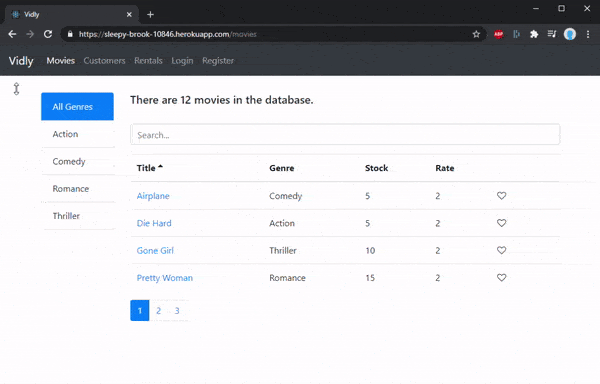 Vidly
https://sleepy-brook-10846.herokuapp.com/movies
ABP
Vidly Movies Customers Rentals Login Register
All Genres
Action
Comedy
Romance
Thriller
There are 12 movies in the database.
Search...
Title Genre Stock Rate
Airplane Comedy 5 2
Die Hard Action 5 2
Gone Girl Thriller 10 2
Pretty Woman Romance 15 2
1 2 3